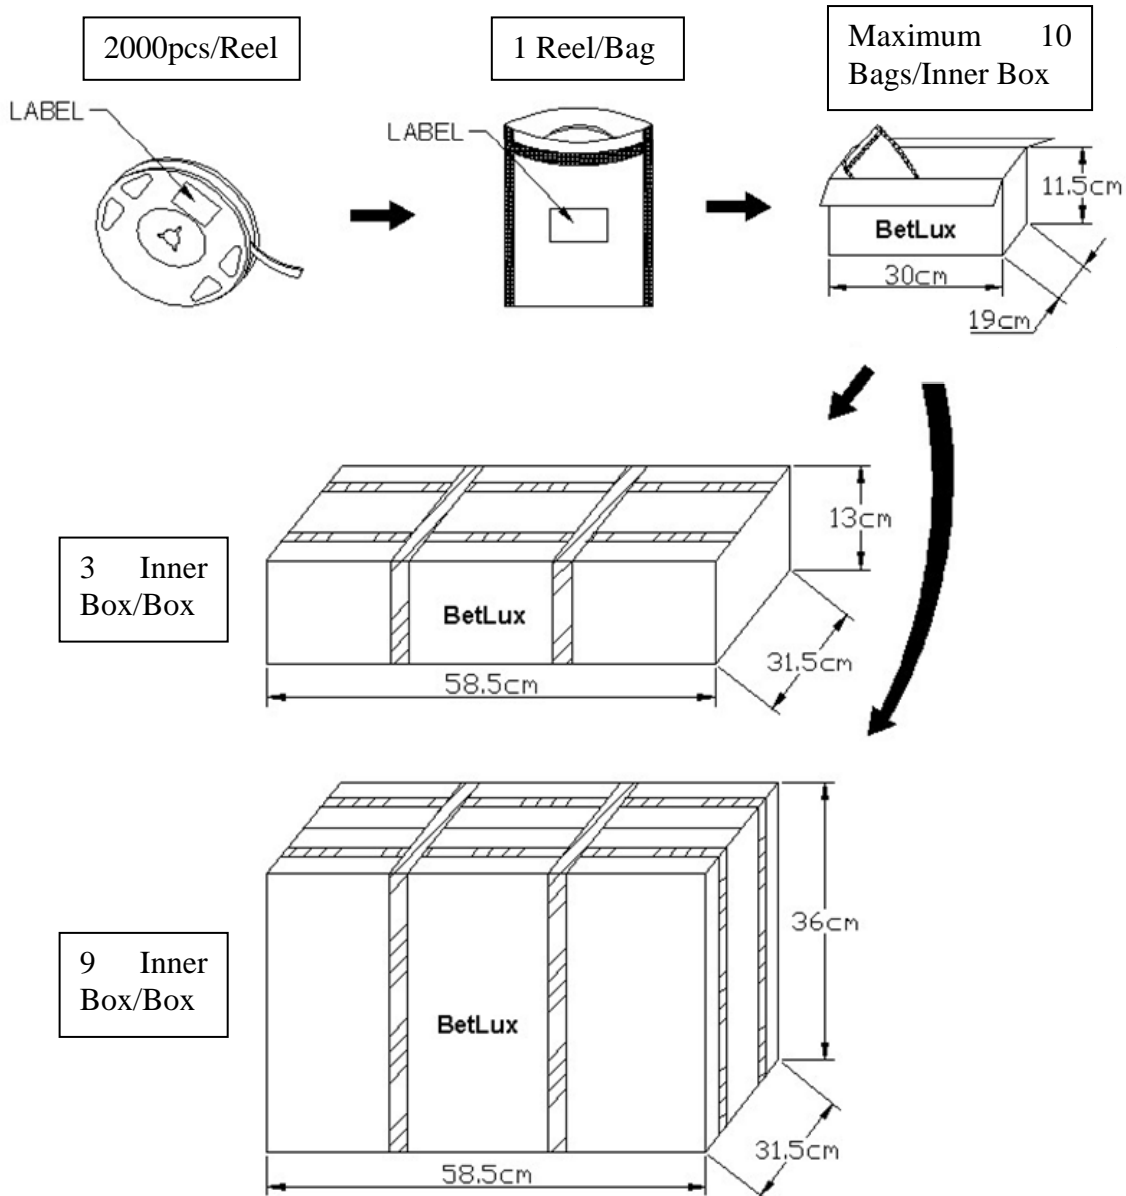 2000pcs/Reel
1 Reel/Bag
Maximum 10
Bags/Inner Box
LABEL
LABEL
11.5cm
BetLux
30cm
19cm
13cm
3 Inner
Box/Box
BetLux
31.5cm
58.5cm
36cm
9 Inner
Box/Box
BetLux
31.5cm
58.5cm